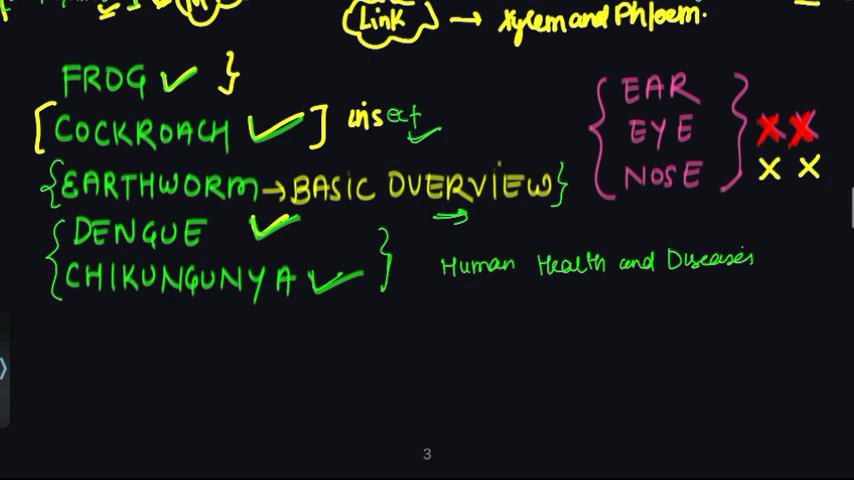 Link → xylem and Phloem.
FROG ✓ }
[COCKROACH ✓] insect ✓
{EARTHWORM → BASIC OVERVIEW}
{DENGUE ✓
CHIKUNGUNYA ✓}
Human Health and Diseases
EAR
EYE
NOSE
3